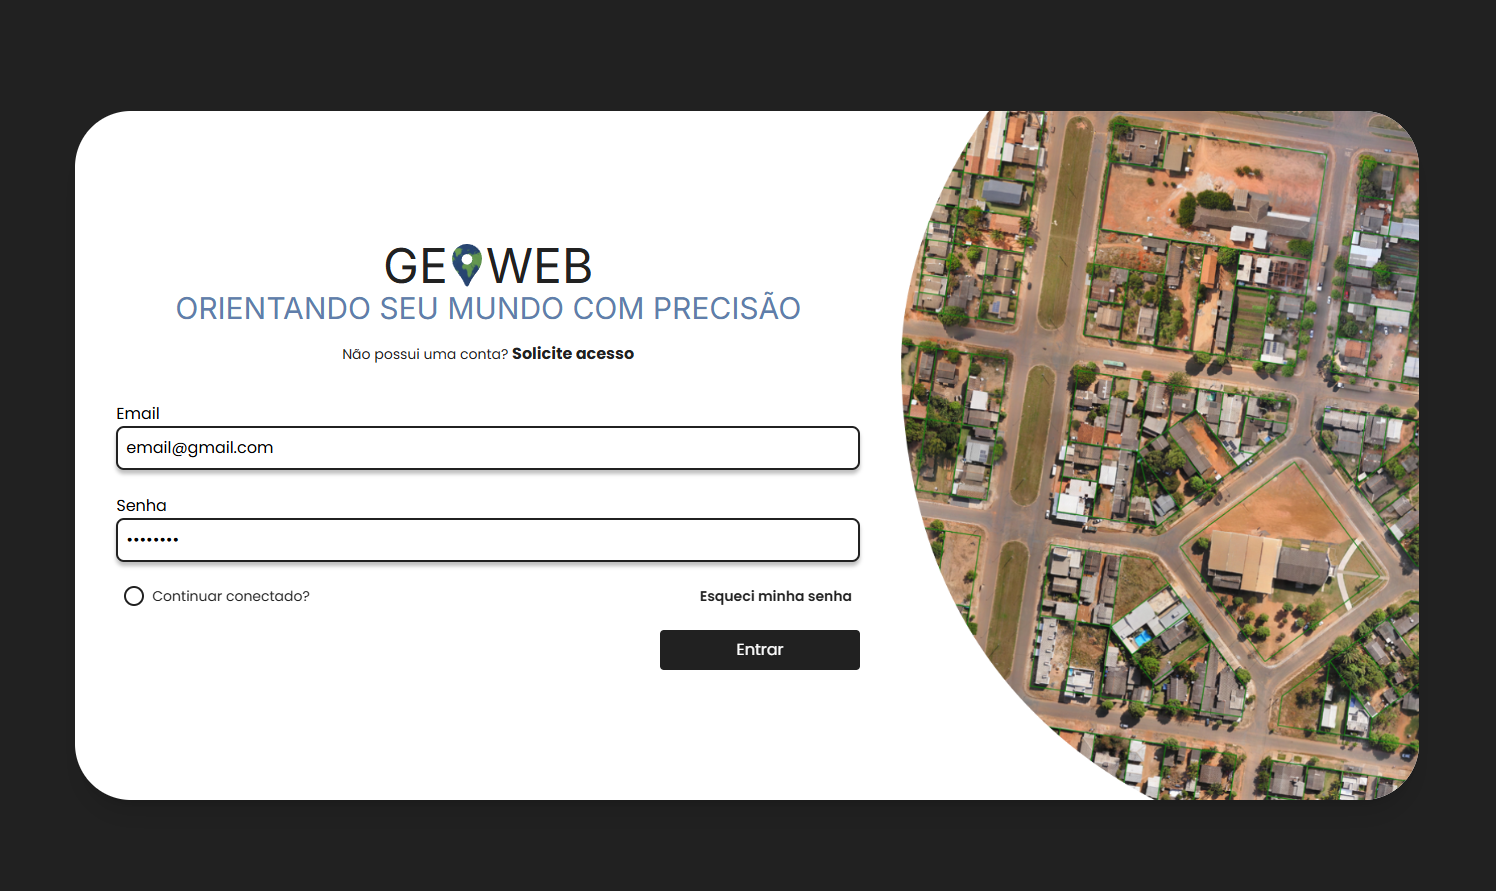 GEOWEB
ORIENTANDO SEU MUNDO COM PRECISÃO
Não possui uma conta? Solicite acesso
Email
email@gmail.com
Senha
••••••••
Continuar conectado?
Esqueci minha senha
Entrar